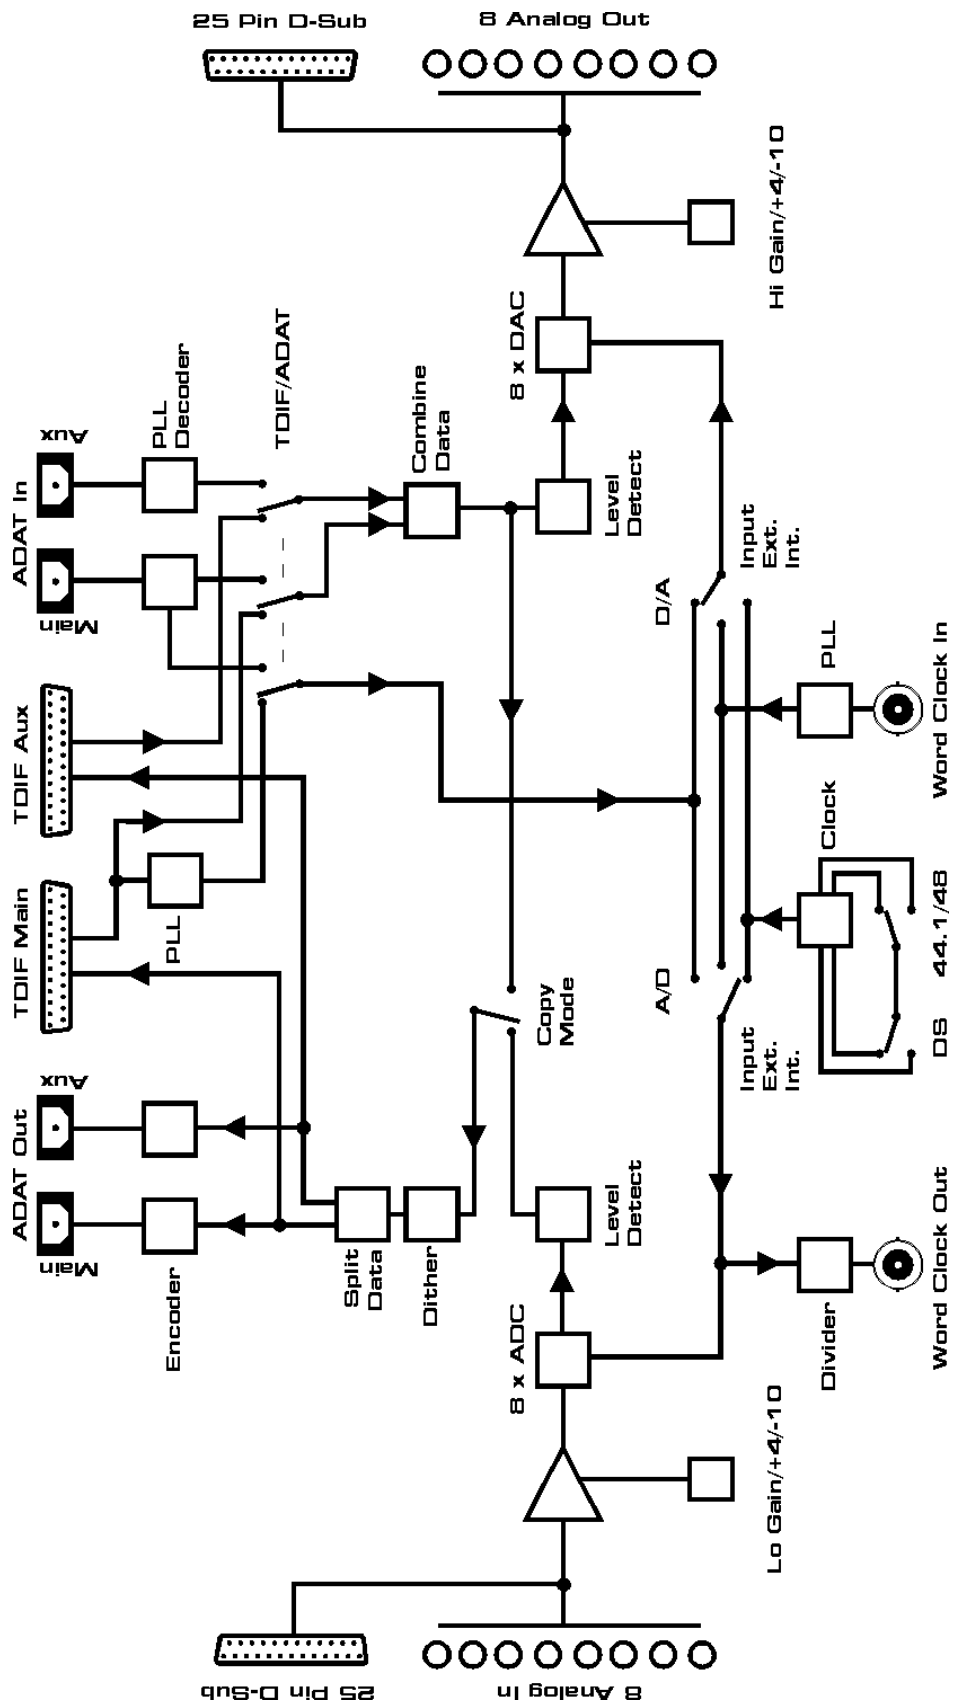 25 Pin D-Sub
8 Analog Out
Hi Gain/+4/-10
8 x DAC
TDIF/ADAT
PLL
Decoder
Aux
ADAT In
Main
Combine
Data
Level
Detect
Input
Ext.
Int.
D/A
PLL
Word Clock In
TDIF Aux
TDIF Main
PLL
Clock
44.1/48
DS
A/D
Input
Ext.
Int.
Copy
Mode
Aux
ADAT Out
Main
Encoder
Split
Data
Dither
Level
Detect
8 x ADC
Divider
Word Clock Out
Lo Gain/+4/-10
25 Pin D-Sub
8 Analog In